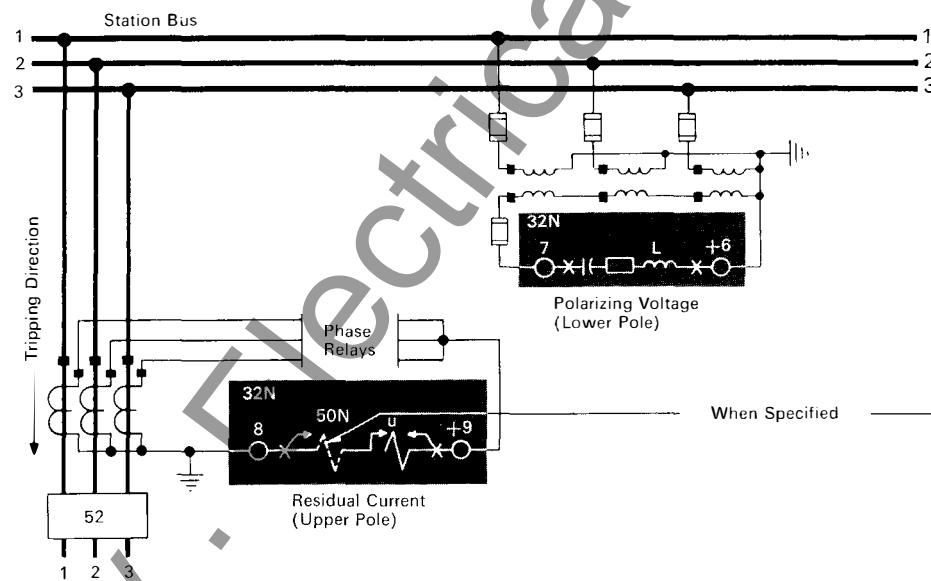 Station Bus
1
1
2
2
3
3
32N
7
L
+6
Polarizing Voltage
(Lower Pole)
Tripping Direction
Phase
Relays
32N
50N
u
8
+9
When Specified
Residual Current
(Upper Pole)
52
1 2 3
. Electrica